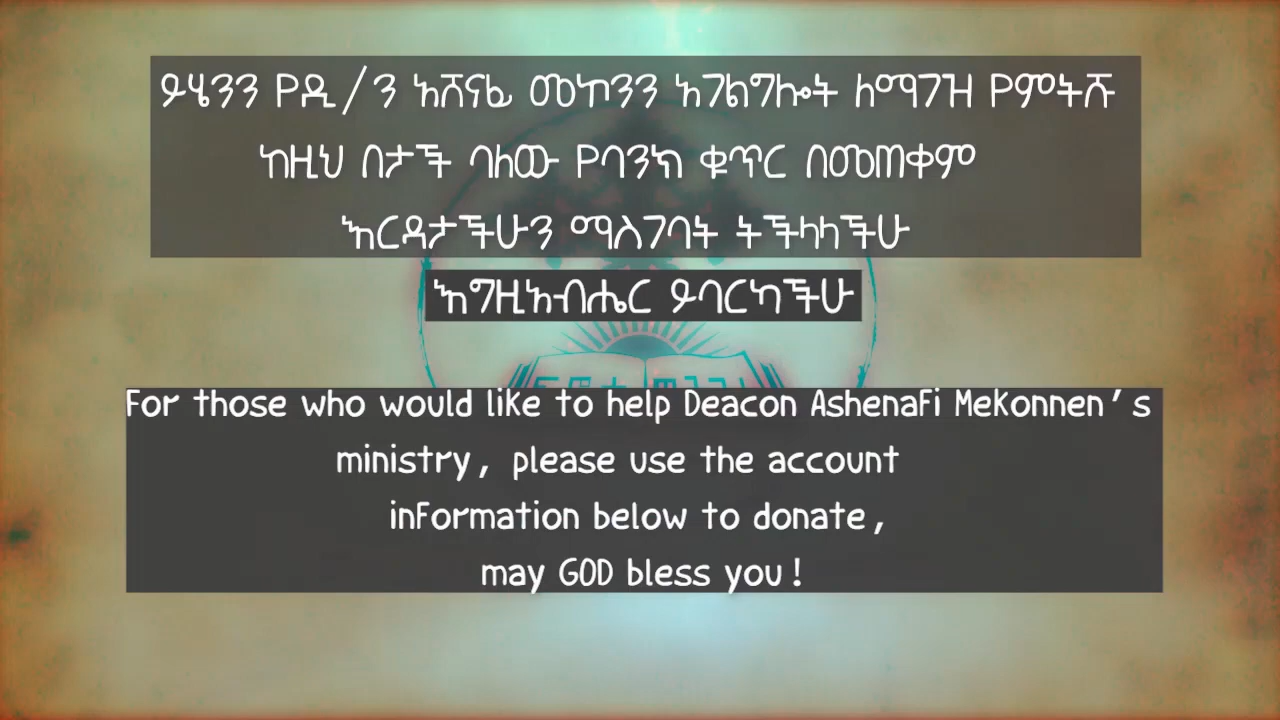 ይሄንን የዲ/ን አሸናፊ መኮንን አገልግሎት ለማገዝ የምትሹ
ከዚህ በታች ባለው የባንክ ቁጥር በመጠቀም
እርዳታችሁን ማስገባት ትችላላችሁ
እግዚአብሔር ይባርካችሁ
For those who would like to help Deacon Ashenafi Mekonnen's
ministry, please use the account
information below to donate,
may GOD bless you!